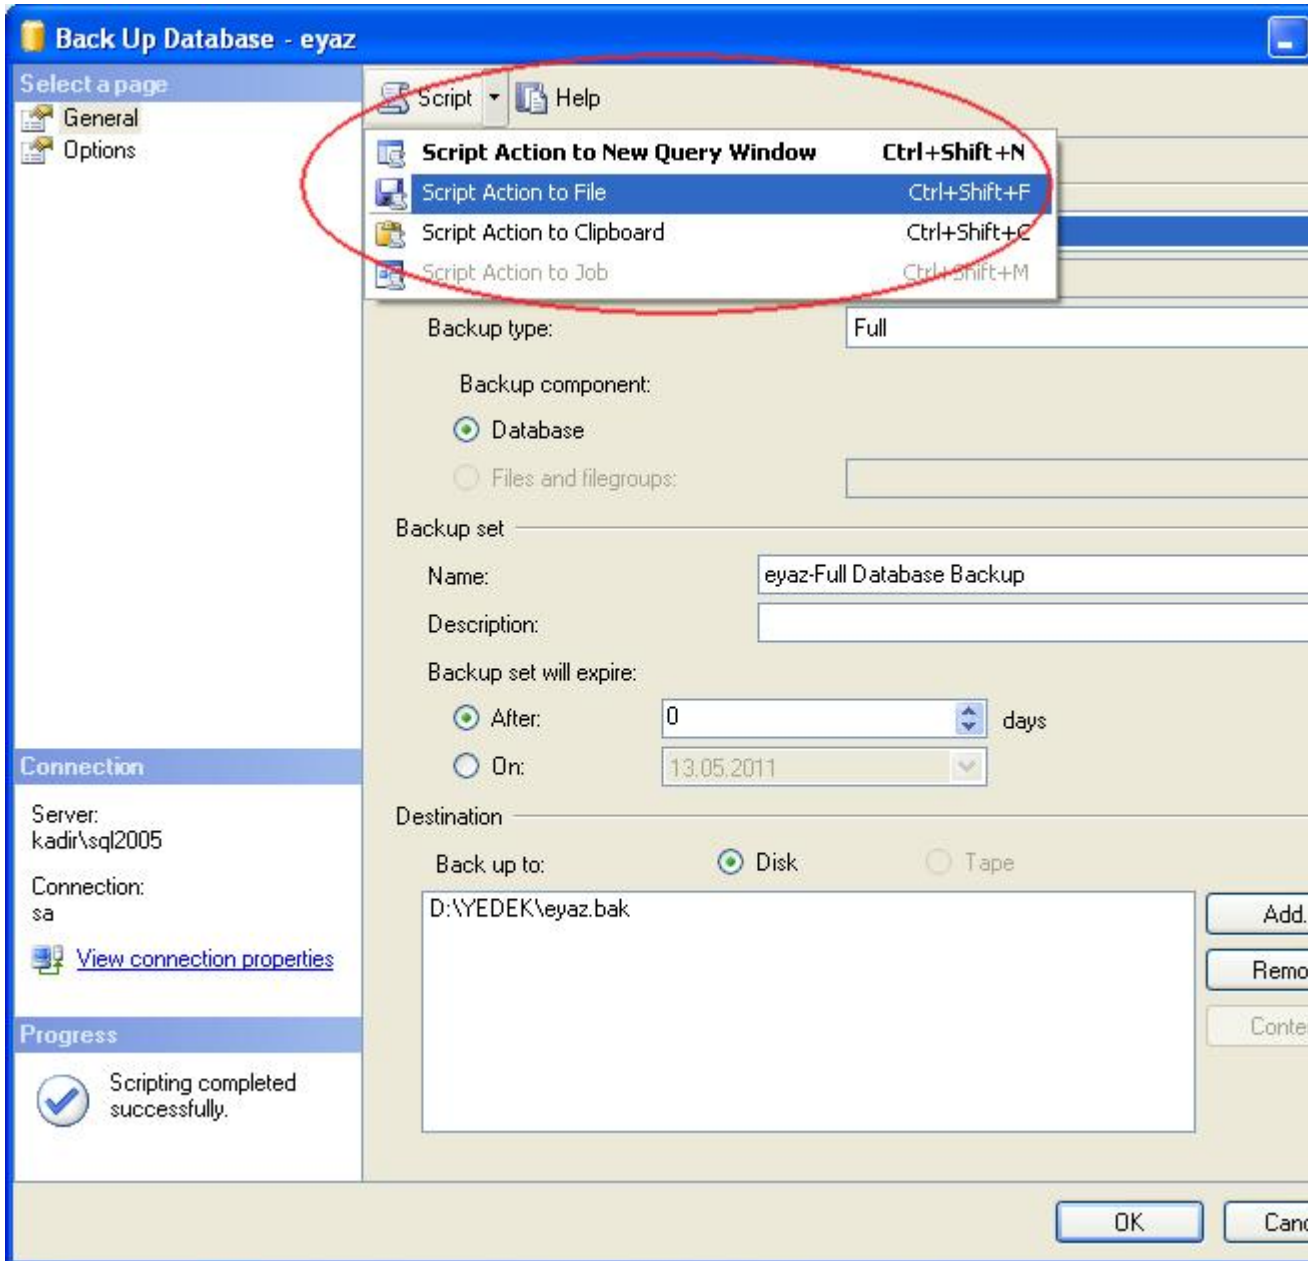 Back Up Database - eyaz
Select a page
General
Options
Script
Help
Script Action to New Query Window Ctrl+Shift+N
Script Action to File Ctrl+Shift+F
Script Action to Clipboard Ctrl+Shift+C
Script Action to Job Ctrl+Shift+M
Backup type: Full
Backup component:
Database
Files and filegroups:
Backup set
Name: eyaz-Full Database Backup
Description:
Backup set will expire:
After: 0 days
On: 13.05.2011
Destination
Back up to: Disk Tape
D:\YEDEK\eyaz.bak
Add.
Remo
Conte
Connection
Server:
kadir\sql2005
Connection:
sa
View connection properties
Progress
Scripting completed
successfully.
OK
Canc